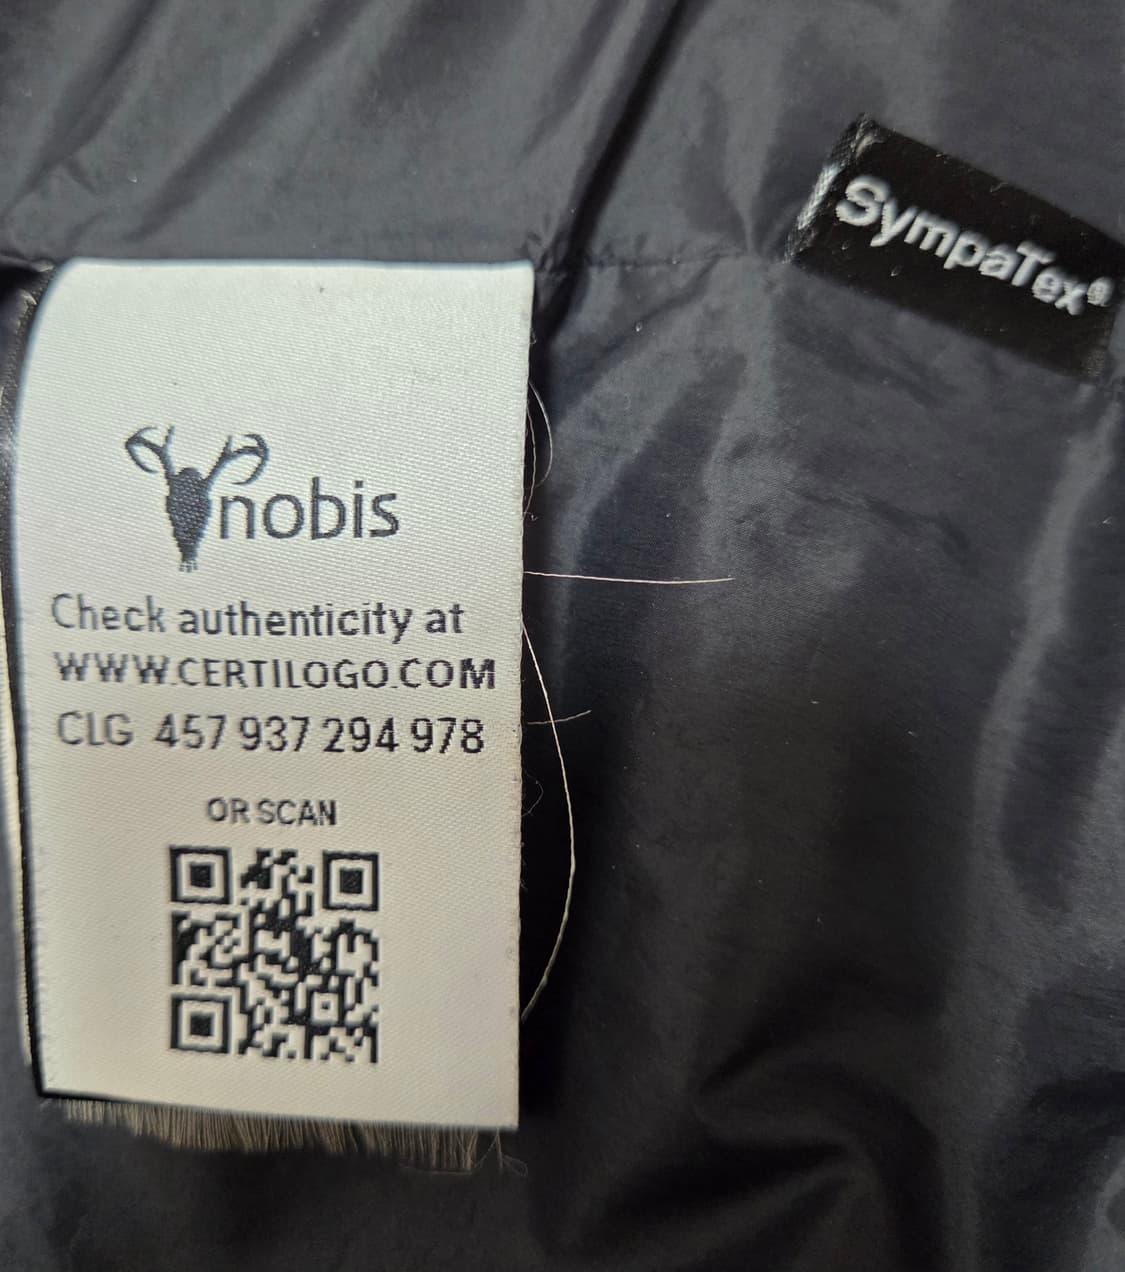 SympaTex®
nobis
Check authenticity at
WWW.CERTILOGO.COM
CLG 457 937 294 978
OR SCAN